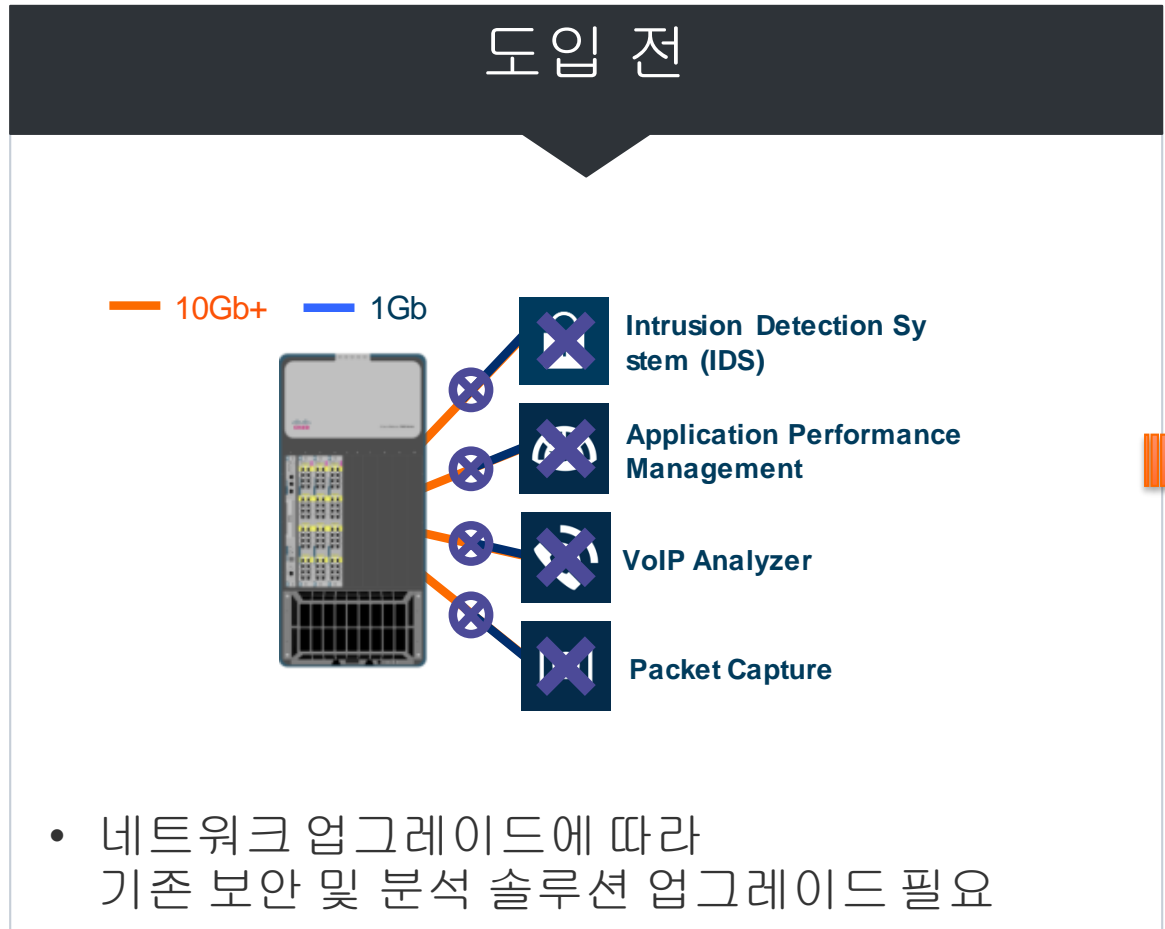 도입 전
10Gb+ 1Gb
Intrusion Detection Sy
stem (IDS)
Application Performance
Management
VoIP Analyzer
Packet Capture
• 네트워크 업그레이드에 따라
기존 보안 및 분석 솔루션 업그레이드 필요